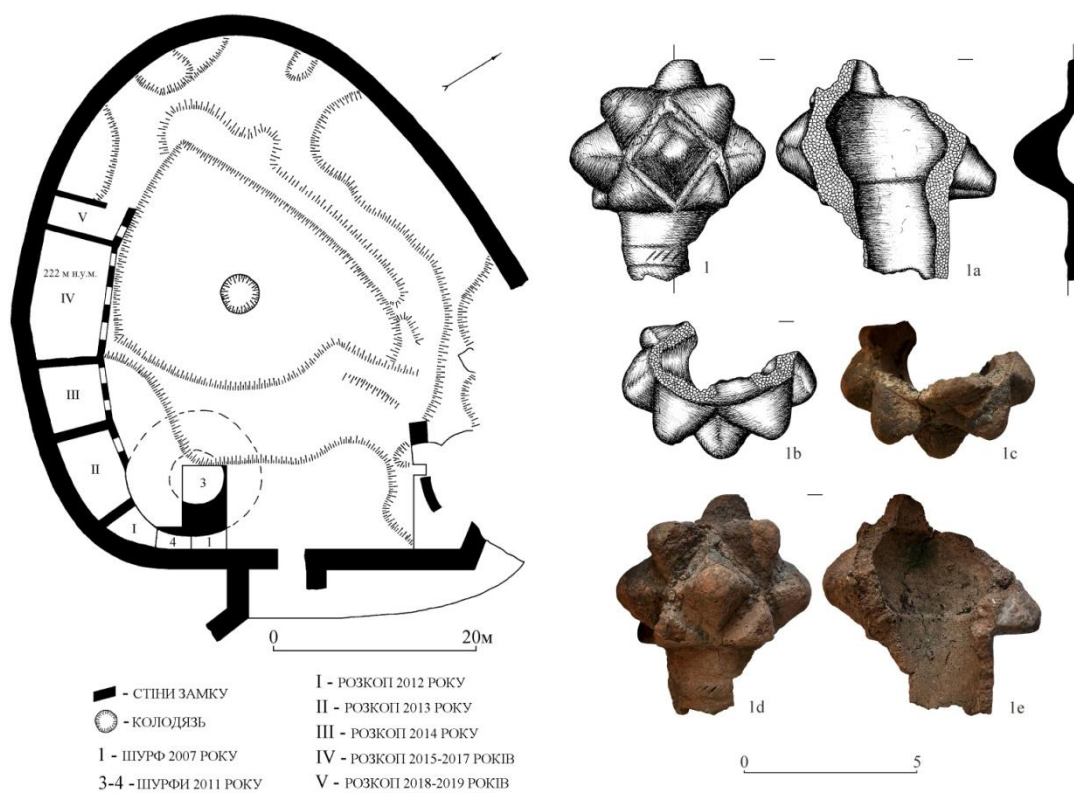 V
222 м н.у.м.
IV
III
II
I
4
1
3
0
20м
- СТІНИ ЗАМКУ
- КОЛОДЯЗЬ
1 - ШУРФ 2007 РОКУ
3-4 - ШУРФИ 2011 РОКУ
I - РОЗКОП 2012 РОКУ
II - РОЗКОП 2013 РОКУ
III - РОЗКОП 2014 РОКУ
IV - РОЗКОП 2015-2017 РОКІВ
V - РОЗКОП 2018-2019 РОКІВ
1
1a
1b
1c
1d
1e
0
5